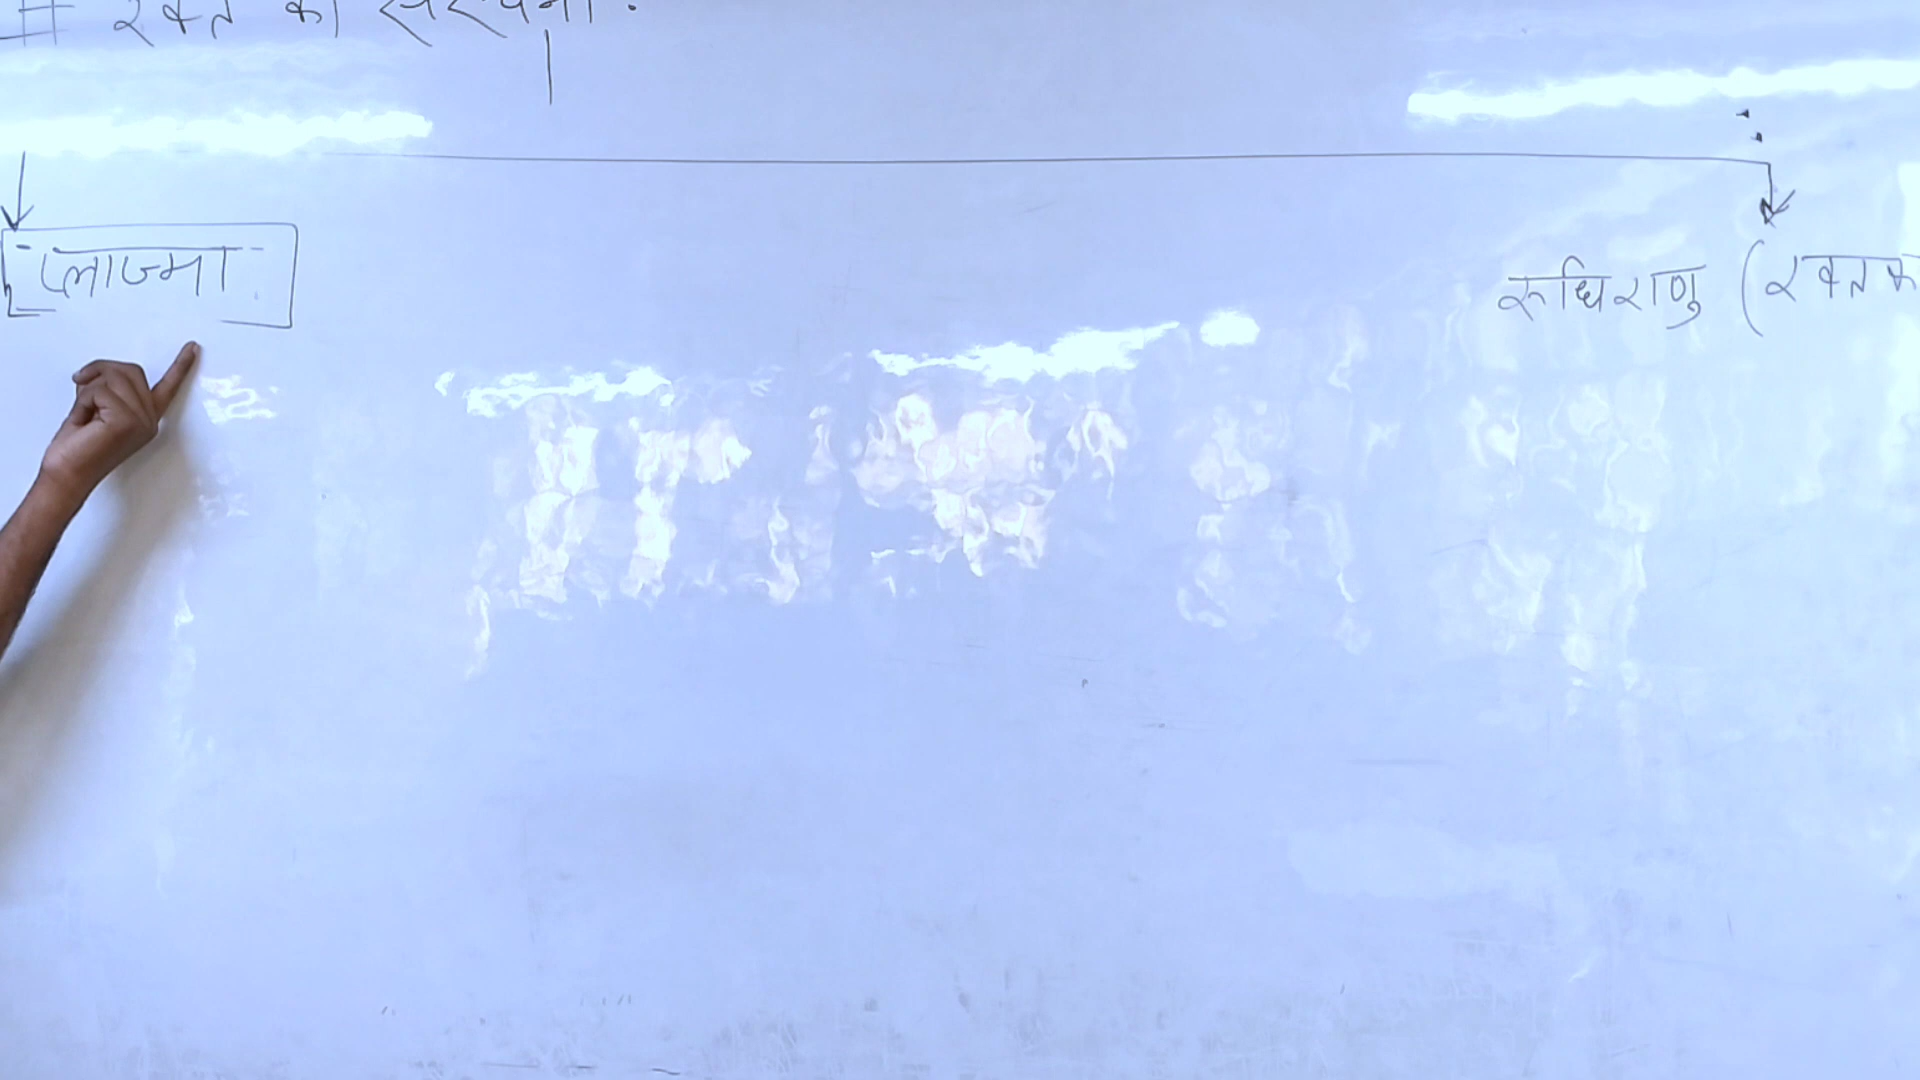 # रक्त की संरचना :
प्लाज्मा
रूधिराणु (रक्त क